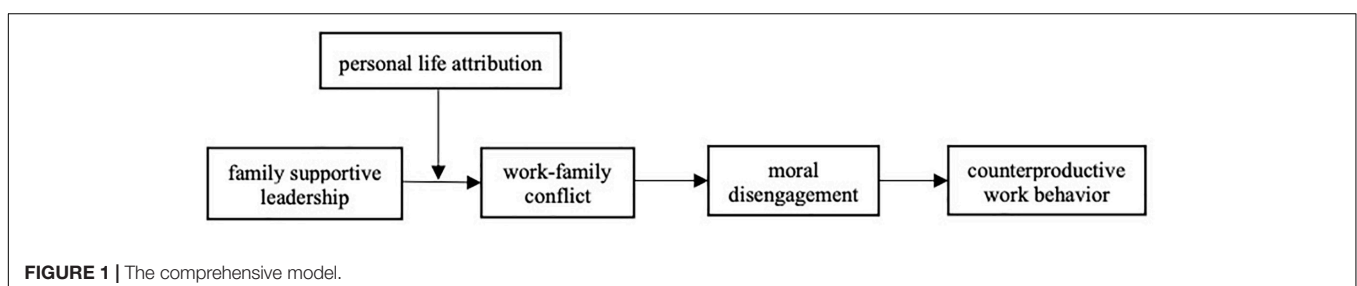 personal life attribution
family supportive
leadership
work-family
conflict
moral
disengagement
counterproductive
work behavior
FIGURE 1 | The comprehensive model.